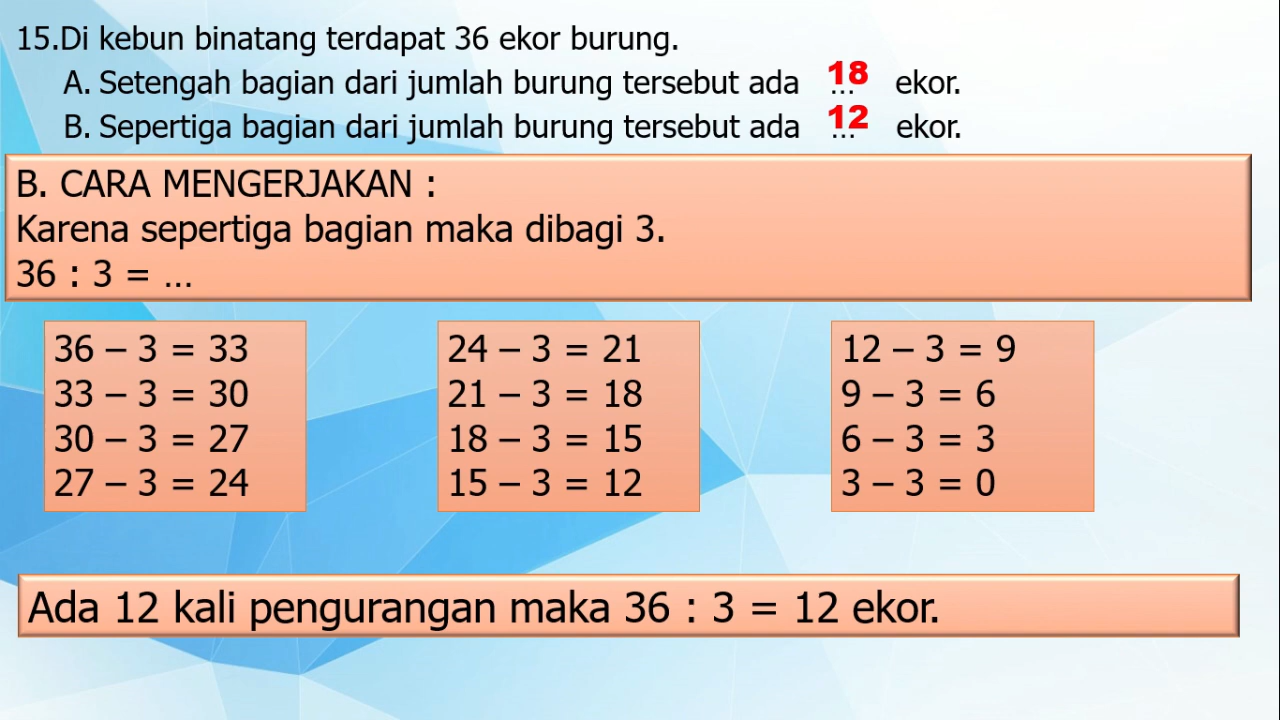 15.Di kebun binatang terdapat 36 ekor burung.
A. Setengah bagian dari jumlah burung tersebut ada ... 18 ekor.
B. Sepertiga bagian dari jumlah burung tersebut ada ... 12 ekor.
B. CARA MENGERJAKAN :
Karena sepertiga bagian maka dibagi 3.
36 : 3 = ...
36 – 3 = 33
33 – 3 = 30
30 – 3 = 27
27 – 3 = 24
24 – 3 = 21
21 – 3 = 18
18 – 3 = 15
15 – 3 = 12
12 – 3 = 9
9 – 3 = 6
6 – 3 = 3
3 – 3 = 0
Ada 12 kali pengurangan maka 36 : 3 = 12 ekor.